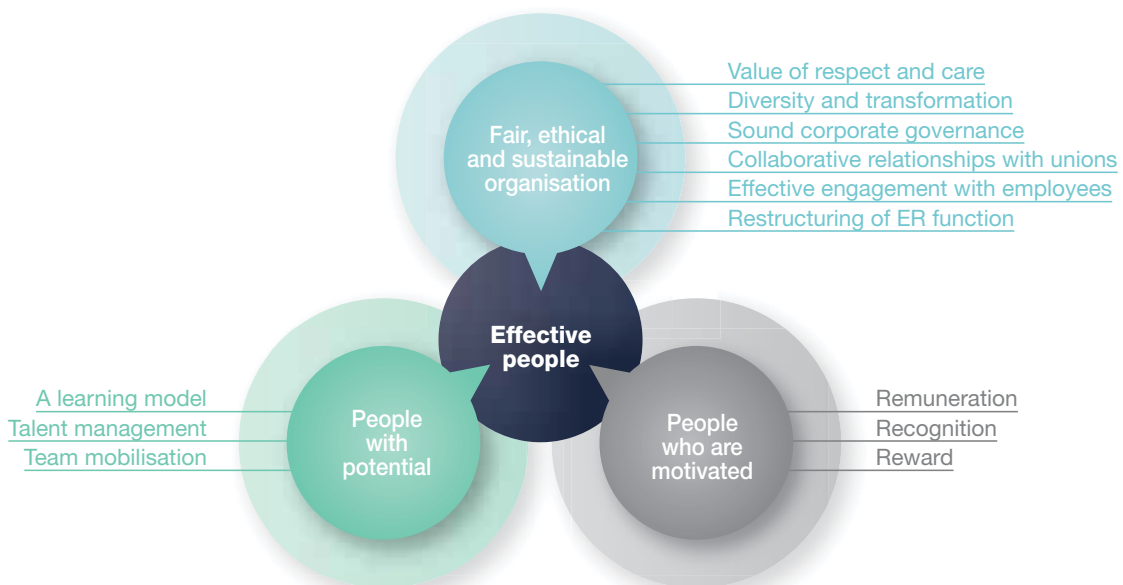 Fair, ethical
and sustainable
organisation
Value of respect and care
Diversity and transformation
Sound corporate governance
Collaborative relationships with unions
Effective engagement with employees
Restructuring of ER function
Effective
people
A learning model
Talent management
Team mobilisation
People
with
potential
People
who are
motivated
Remuneration
Recognition
Reward